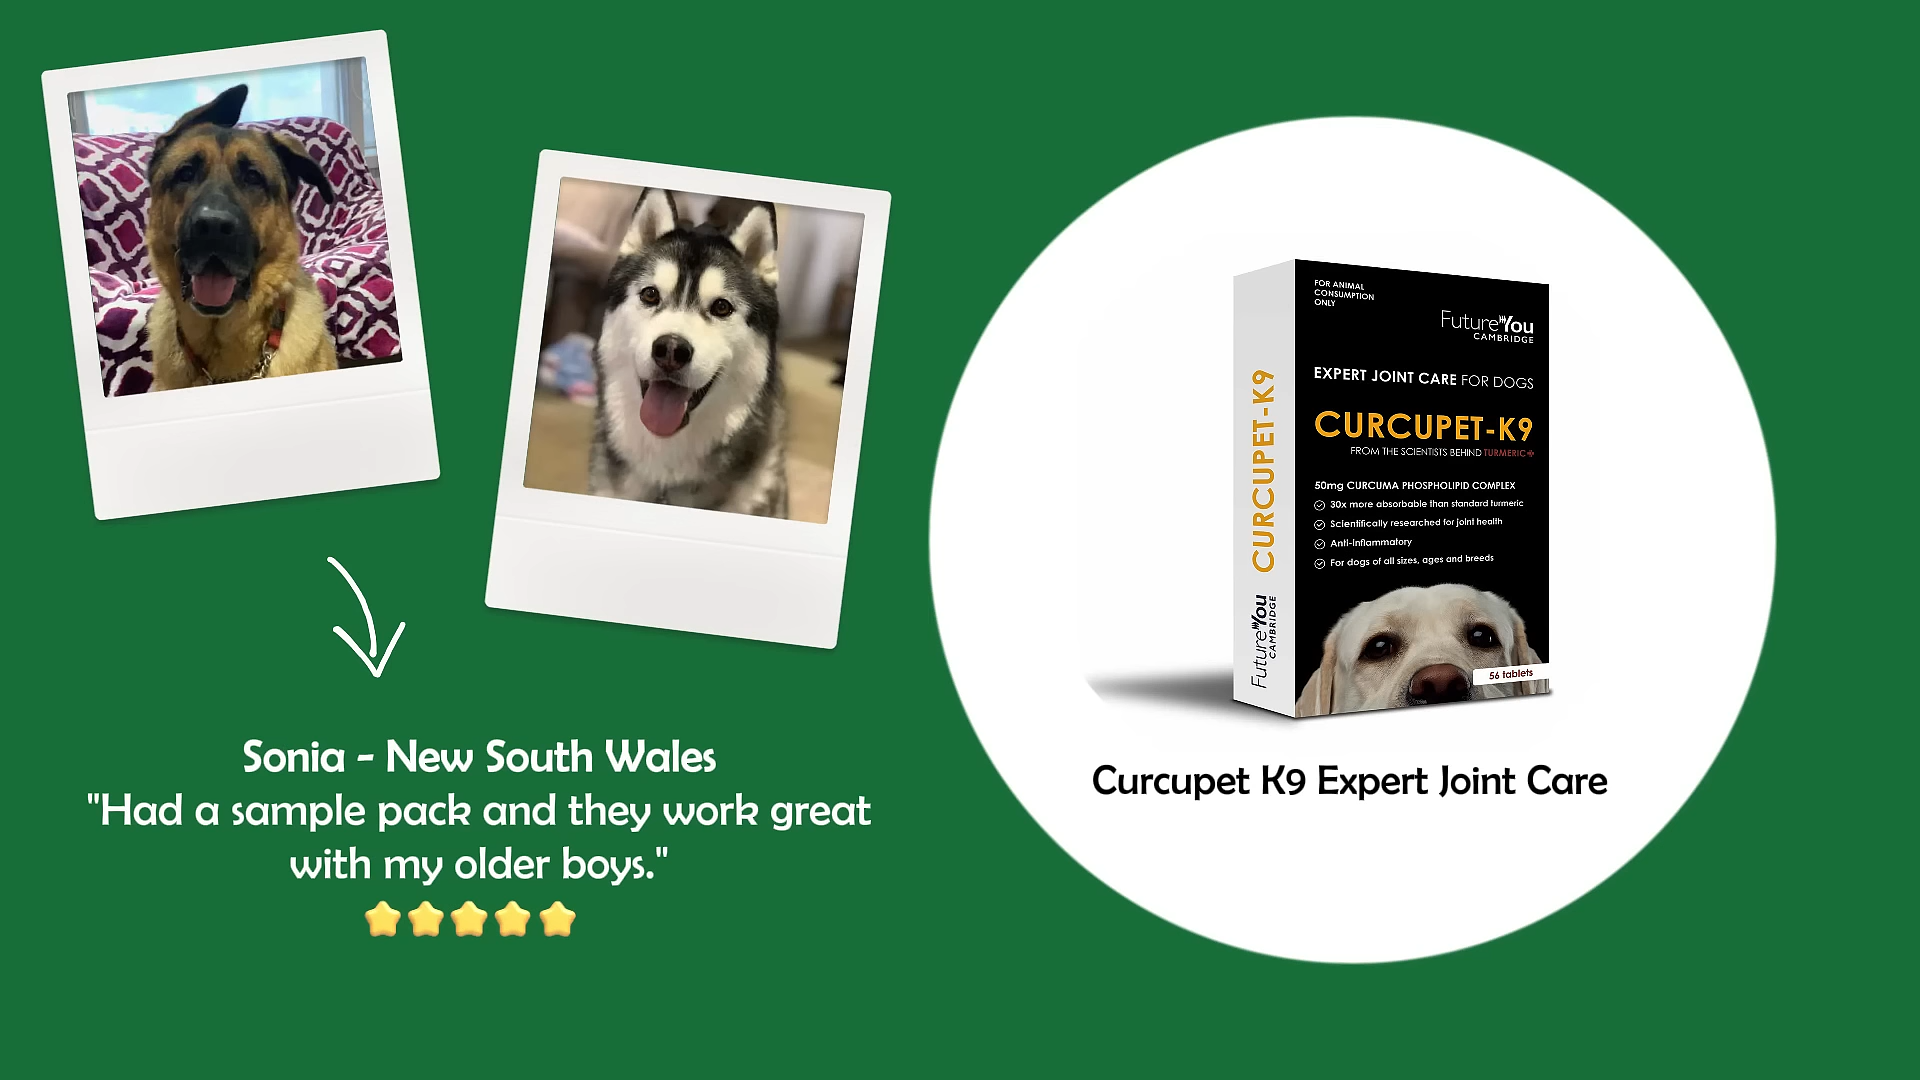 Sonia - New South Wales
"Had a sample pack and they work great
with my older boys."
FOR ANIMAL
CONSUMPTION
ONLY
FutureYou
CAMBRIDGE
EXPERT JOINT CARE FOR DOGS
CURCUPET-K9
FROM THE SCIENTISTS BEHIND TURMERIC+
50mg CURCUMA PHOSPHOLIPID COMPLEX
30x more absorbable than standard turmeric
Scientifically researched for joint health
Anti-inflammatory
For dogs of all sizes, ages and breeds
56 tablets
CURCUPET-K9
FutureYou
CAMBRIDGE
Curcupet K9 Expert Joint Care